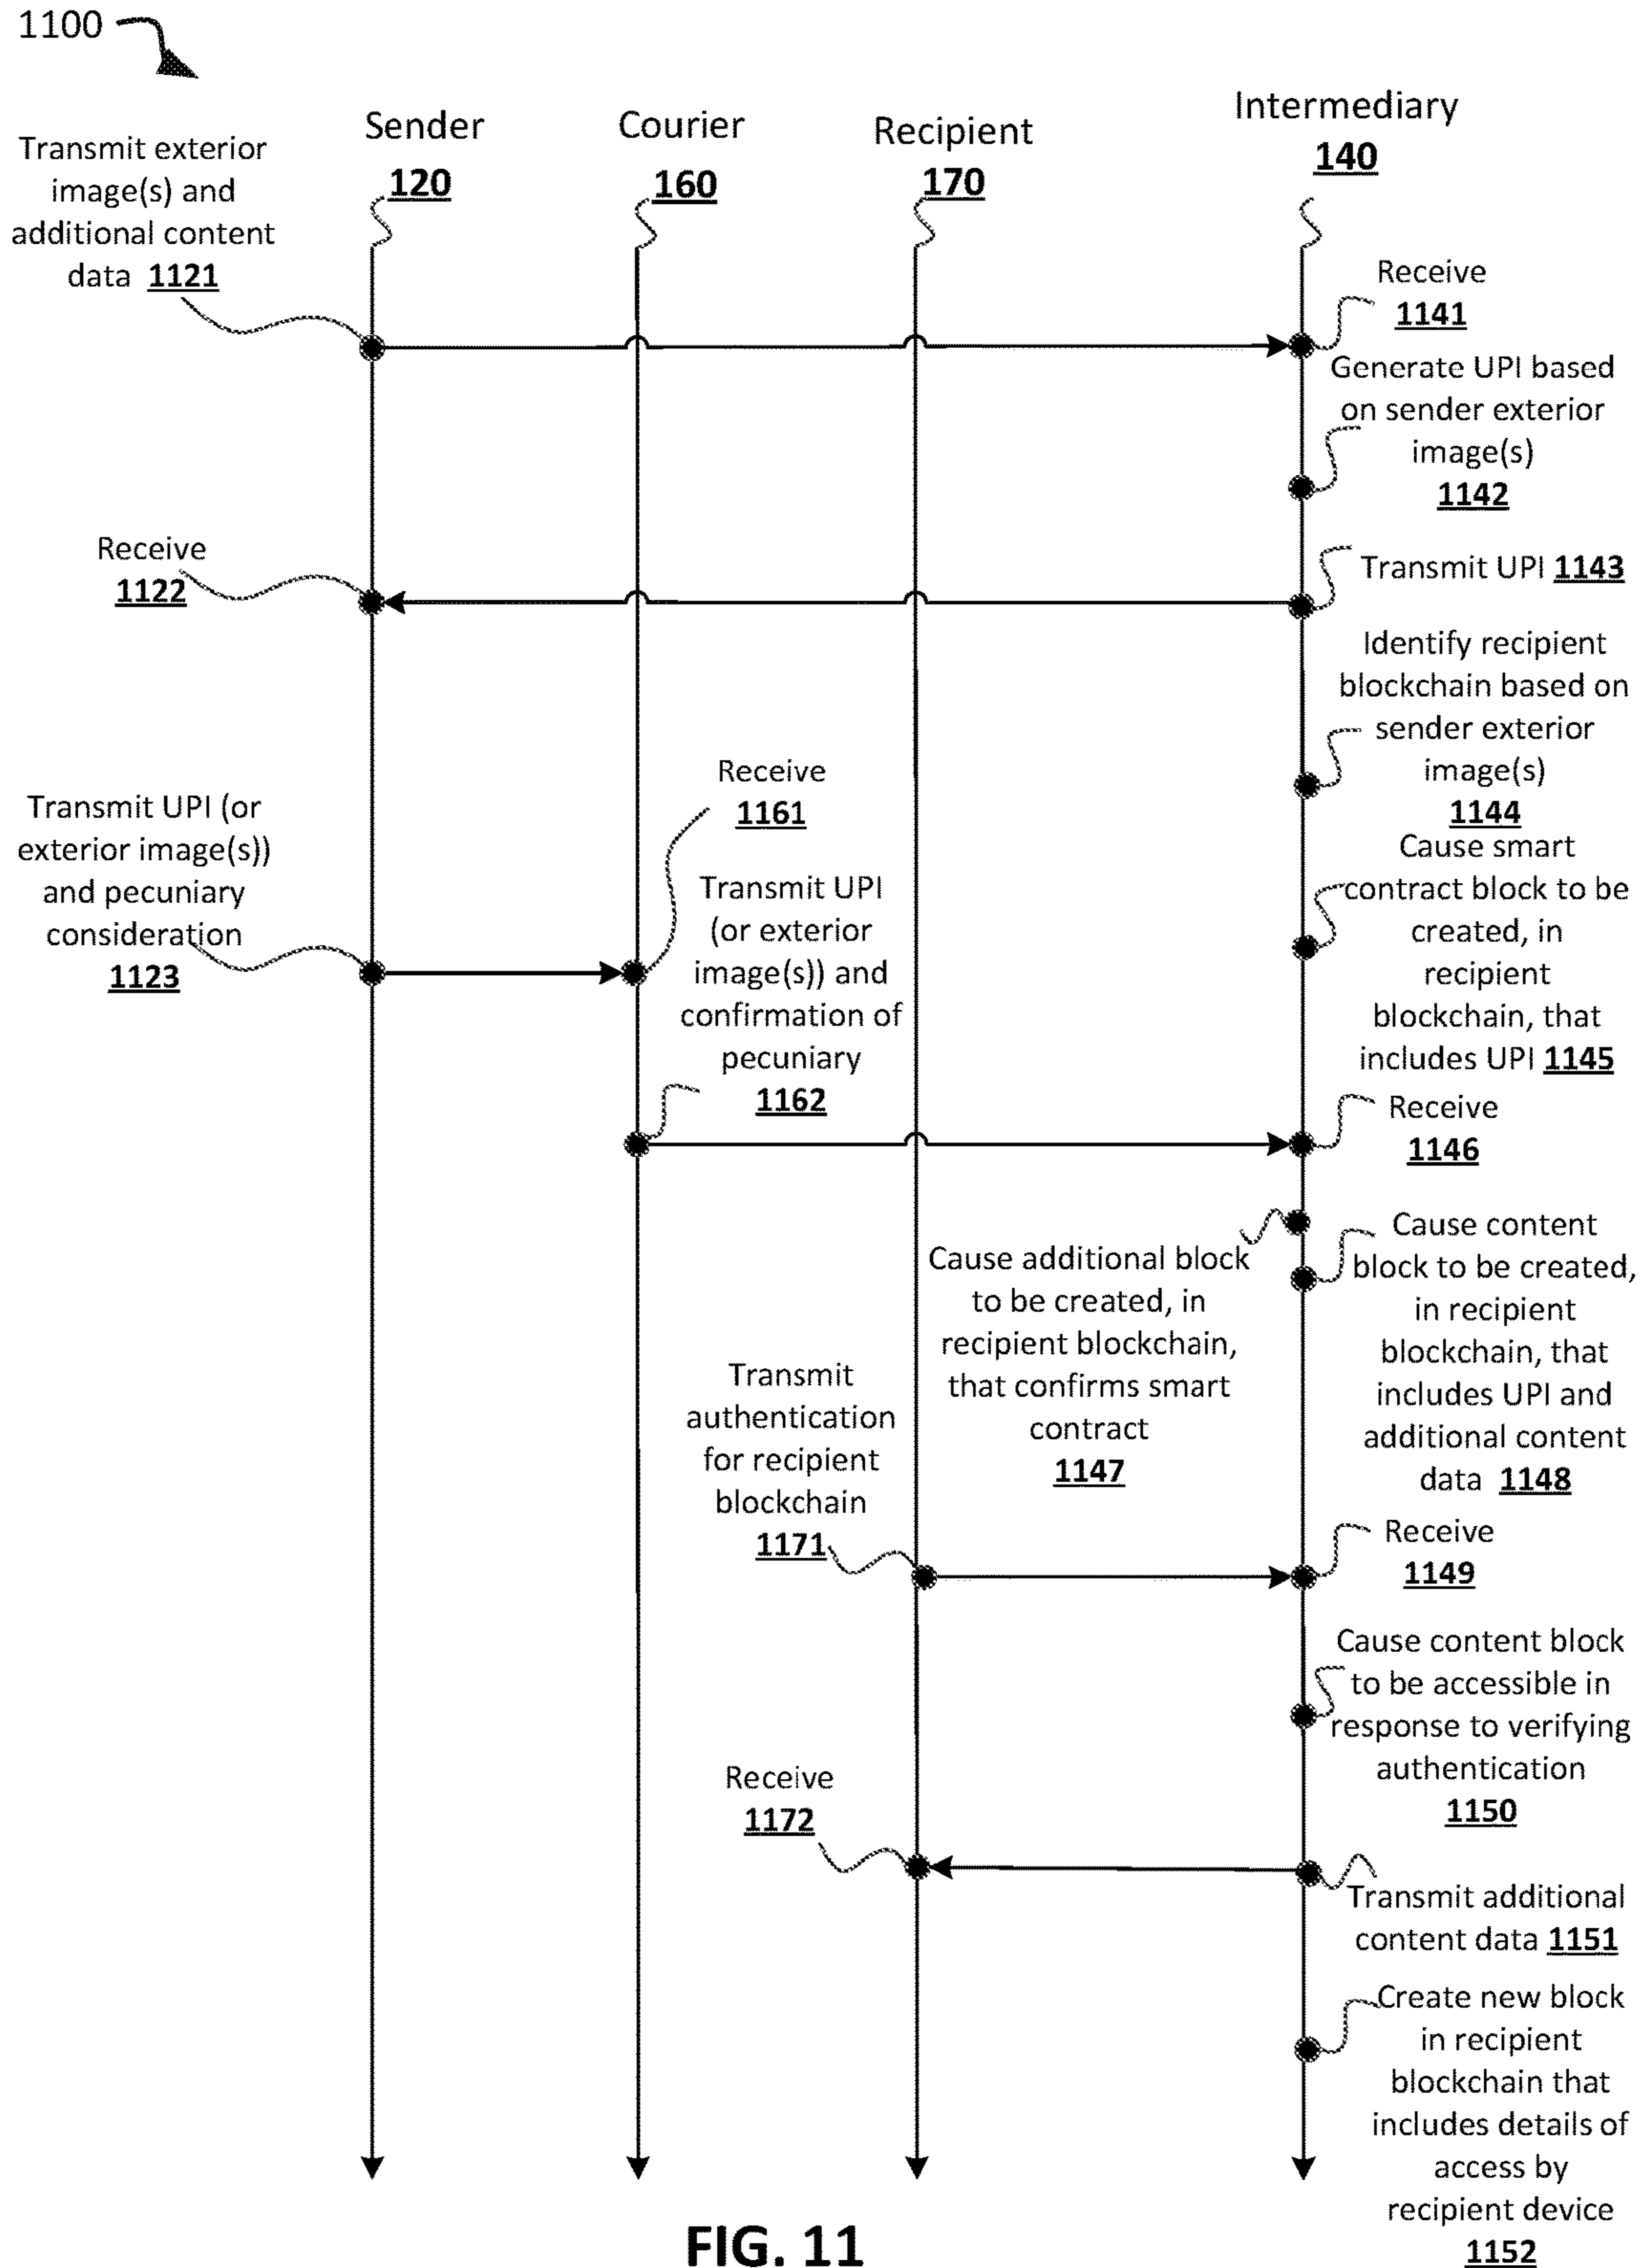 1100
Sender
120
Courier
160
Recipient
170
Intermediary
140
Transmit exterior
image(s) and
additional content
data 1121
Receive
1141
Generate UPI based
on sender exterior
image(s)
1142
Receive
1122
Transmit UPI 1143
Identify recipient
blockchain based on
sender exterior
image(s)
1144
Transmit UPI (or
exterior image(s))
and pecuniary
consideration
1123
Receive
1161
Cause smart
contract block to be
created, in
recipient
blockchain, that
includes UPI 1145
Transmit UPI
(or exterior
image(s)) and
confirmation of
pecuniary
1162
Receive
1146
Cause additional block
to be created, in
recipient blockchain,
that confirms smart
contract
1147
Cause content
block to be created,
in recipient
blockchain, that
includes UPI and
additional content
data 1148
Transmit
authentication
for recipient
blockchain
1171
Receive
1149
Cause content block
to be accessible in
response to verifying
authentication
1150
Receive
1172
Transmit additional
content data 1151
Create new block
in recipient
blockchain that
includes details of
access by
recipient device
1152
FIG. 11